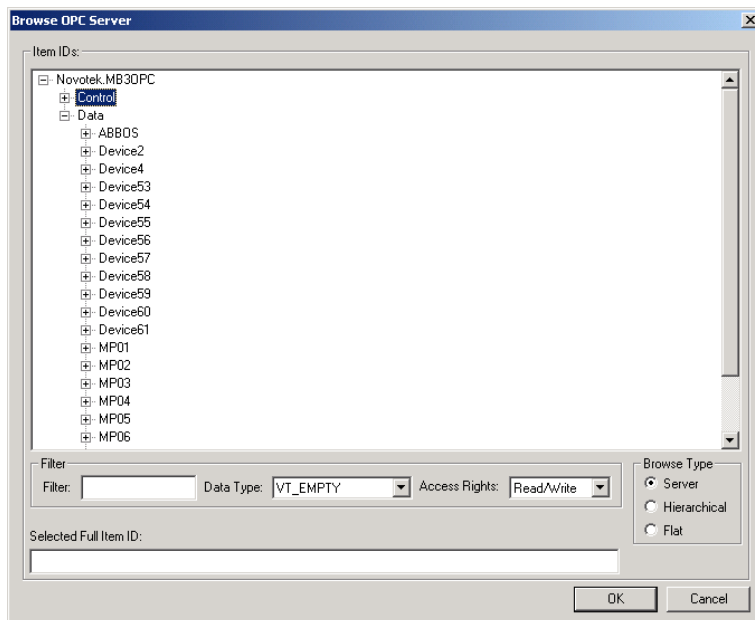 Browse OPC Server
Item IDs:
Novotek.MB3OPC
Control
Data
ABBOS
Device2
Device4
Device53
Device54
Device55
Device56
Device57
Device58
Device59
Device60
Device61
MP01
MP02
MP03
MP04
MP05
MP06
Filter
Filter: Data Type: VT_EMPTY Access Rights: Read/Write
Browse Type
Server
Hierarchical
Flat
Selected Full Item ID:
OK Cancel